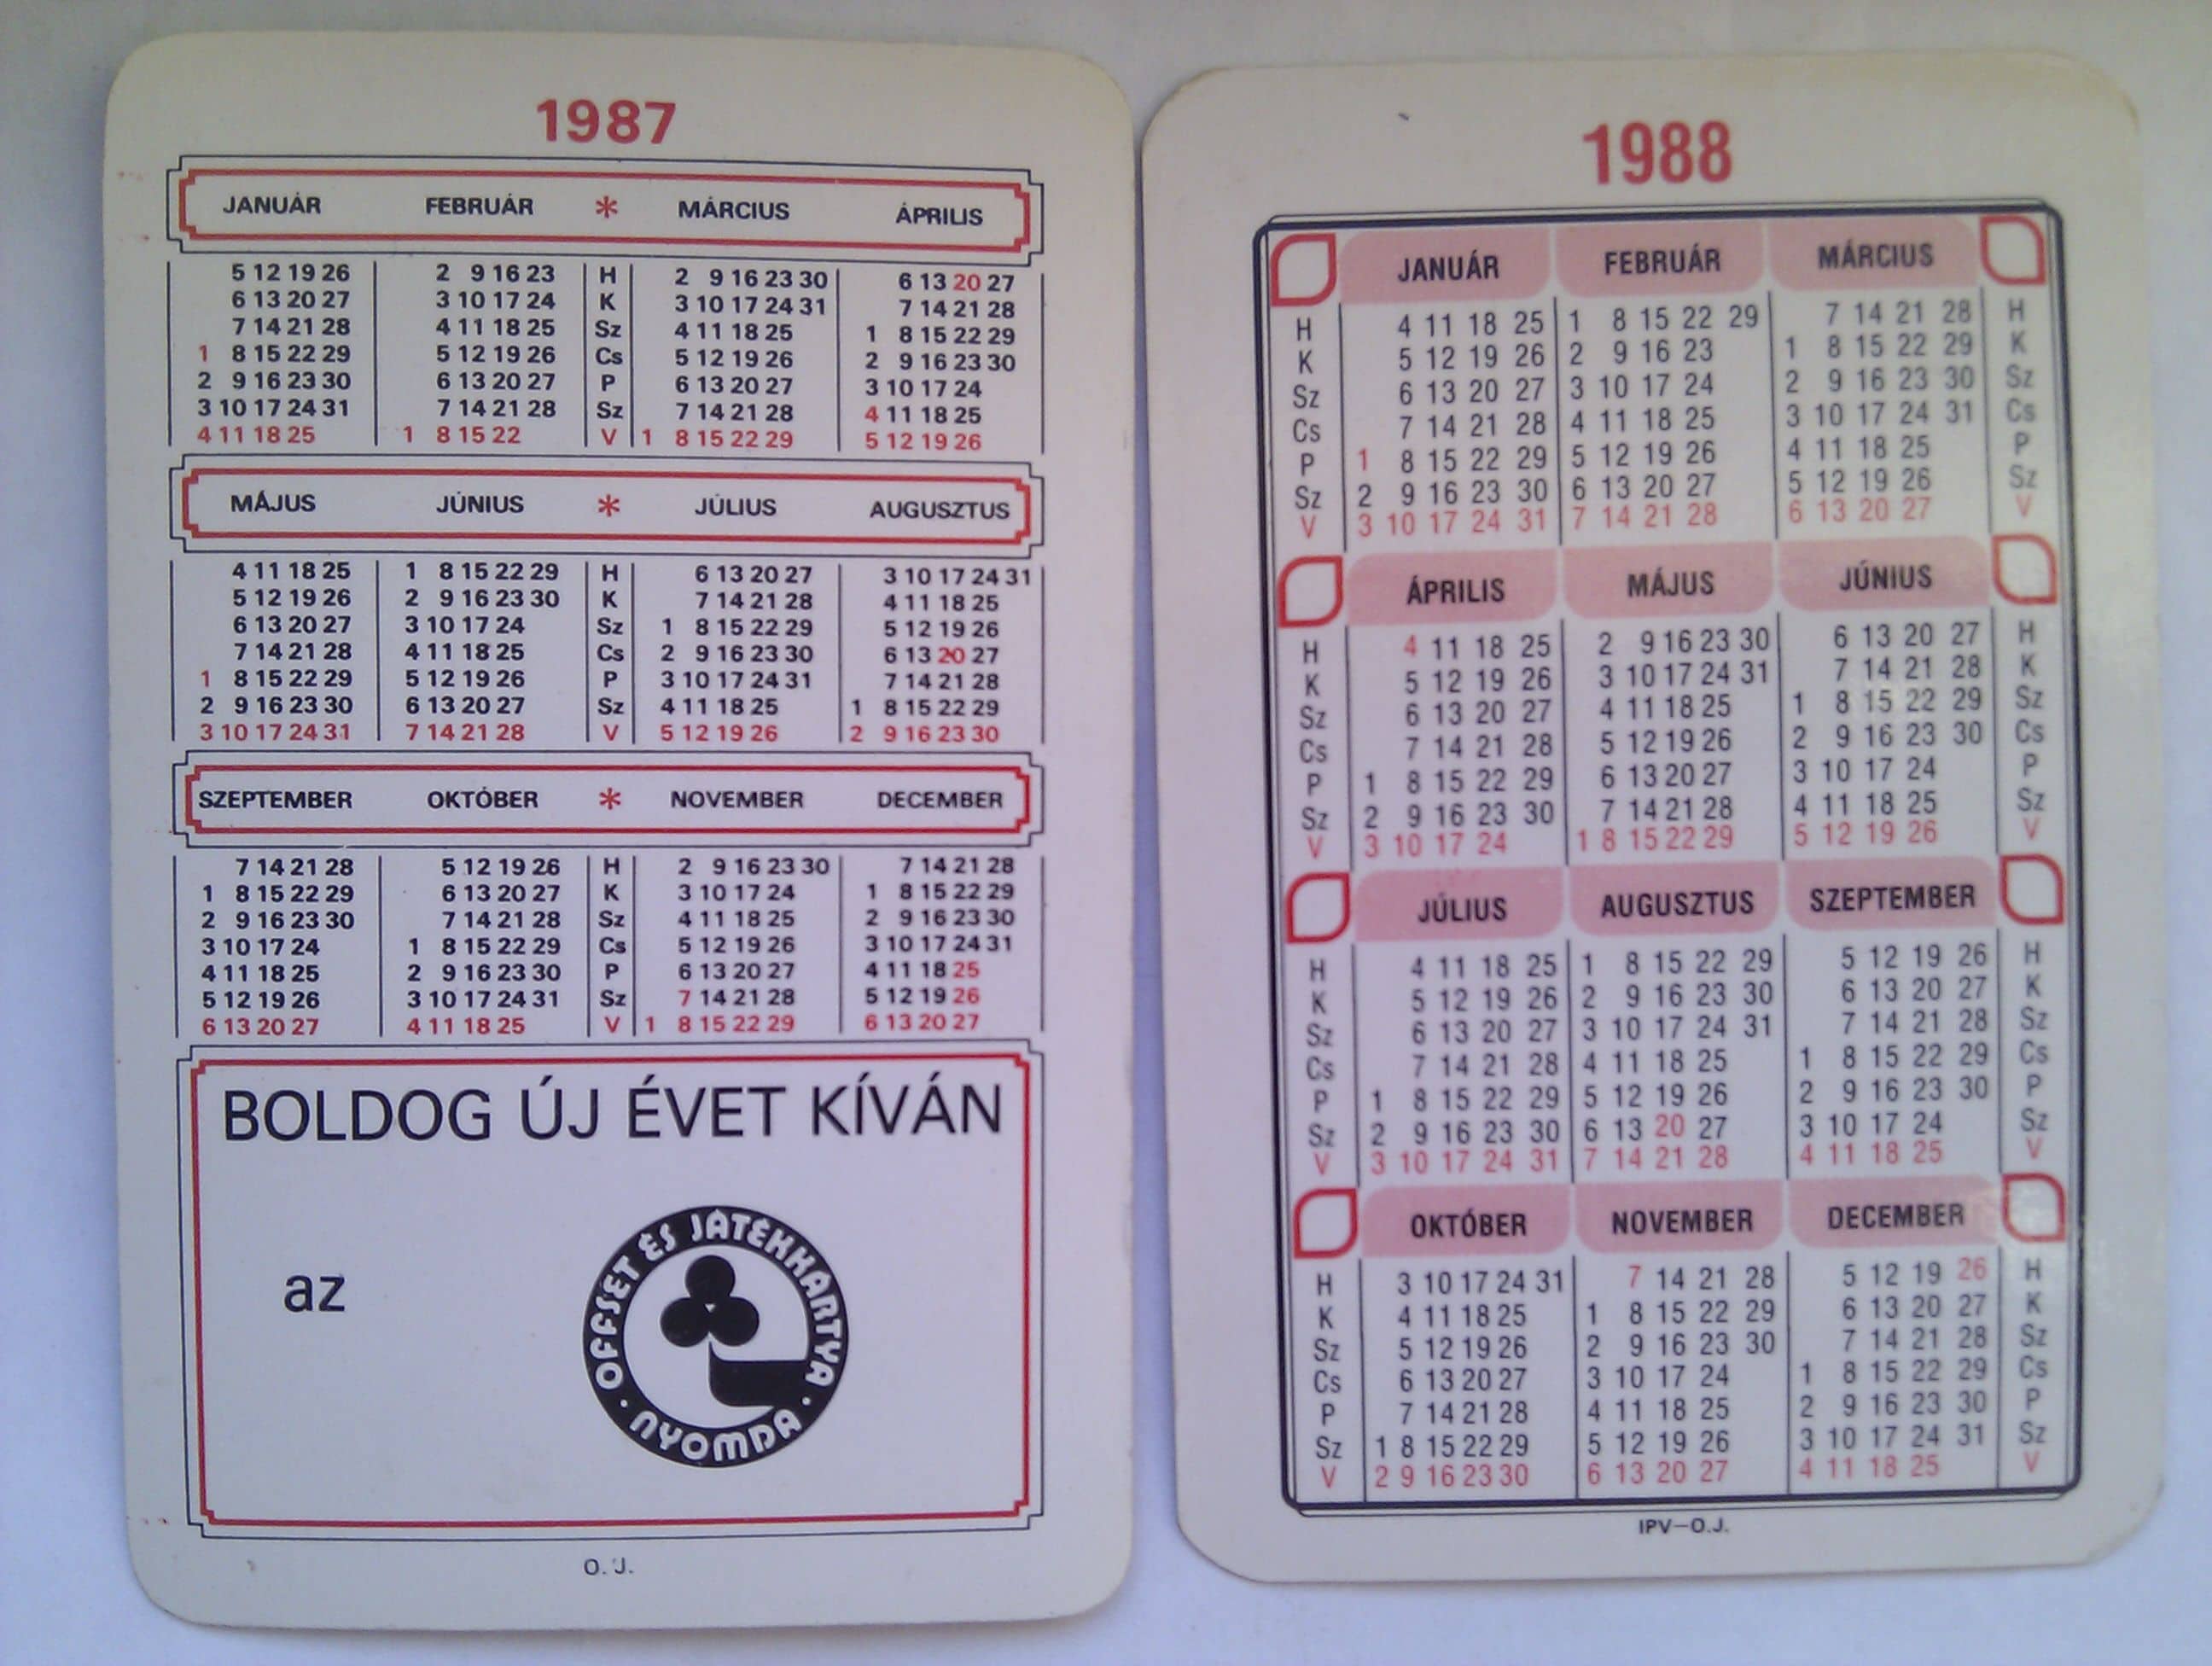 1987
JANUÁR FEBRUÁR * MÁRCIUS ÁPRILIS
5 12 19 26 2 9 16 23 H 2 9 16 23 30 6 13 20 27
6 13 20 27 3 10 17 24 K 3 10 17 24 31 7 14 21 28
7 14 21 28 4 11 18 25 Sz 4 11 18 25 1 8 15 22 29
1 8 15 22 29 5 12 19 26 Cs 5 12 19 26 2 9 16 23 30
2 9 16 23 30 6 13 20 27 P 6 13 20 27 3 10 17 24
3 10 17 24 31 7 14 21 28 Sz 7 14 21 28 4 11 18 25
4 11 18 25 1 8 15 22 V 1 8 15 22 29 5 12 19 26
MÁJUS JÚNIUS * JÚLIUS AUGUSZTUS
4 11 18 25 1 8 15 22 29 H 6 13 20 27 3 10 17 24 31
5 12 19 26 2 9 16 23 30 K 7 14 21 28 4 11 18 25
6 13 20 27 3 10 17 24 Sz 1 8 15 22 29 5 12 19 26
7 14 21 28 4 11 18 25 Cs 2 9 16 23 30 6 13 20 27
1 8 15 22 29 5 12 19 26 P 3 10 17 24 31 7 14 21 28
2 9 16 23 30 6 13 20 27 Sz 4 11 18 25 1 8 15 22 29
3 10 17 24 31 7 14 21 28 V 5 12 19 26 2 9 16 23 30
SZEPTEMBER OKTÓBER * NOVEMBER DECEMBER
7 14 21 28 5 12 19 26 H 2 9 16 23 30 7 14 21 28
1 8 15 22 29 6 13 20 27 K 3 10 17 24 1 8 15 22 29
2 9 16 23 30 7 14 21 28 Sz 4 11 18 25 2 9 16 23 30
3 10 17 24 1 8 15 22 29 Cs 5 12 19 26 3 10 17 24 31
4 11 18 25 2 9 16 23 30 P 6 13 20 27 4 11 18 25
5 12 19 26 3 10 17 24 31 Sz 7 14 21 28 5 12 19 26
6 13 20 27 4 11 18 25 V 1 8 15 22 29 6 13 20 27
BOLDOG ÚJ ÉVET KÍVÁN
az
OFFSET ÉS JÁTÉKKÁRTYA · NYOMDA ·
O. J.
1988
JANUÁR FEBRUÁR MÁRCIUS
H 4 11 18 25 1 8 15 22 29 7 14 21 28 H
K 5 12 19 26 2 9 16 23 1 8 15 22 29 K
Sz 6 13 20 27 3 10 17 24 2 9 16 23 30 Sz
Cs 7 14 21 28 4 11 18 25 3 10 17 24 31 Cs
P 1 8 15 22 29 5 12 19 26 4 11 18 25 P
Sz 2 9 16 23 30 6 13 20 27 5 12 19 26 Sz
V 3 10 17 24 31 7 14 21 28 6 13 20 27 V
ÁPRILIS MÁJUS JÚNIUS
H 4 11 18 25 2 9 16 23 30 6 13 20 27 H
K 5 12 19 26 3 10 17 24 31 7 14 21 28 K
Sz 6 13 20 27 4 11 18 25 1 8 15 22 29 Sz
Cs 7 14 21 28 5 12 19 26 2 9 16 23 30 Cs
P 1 8 15 22 29 6 13 20 27 3 10 17 24 P
Sz 2 9 16 23 30 7 14 21 28 4 11 18 25 Sz
V 3 10 17 24 1 8 15 22 29 5 12 19 26 V
JÚLIUS AUGUSZTUS SZEPTEMBER
H 4 11 18 25 1 8 15 22 29 5 12 19 26 H
K 5 12 19 26 2 9 16 23 30 6 13 20 27 K
Sz 6 13 20 27 3 10 17 24 31 7 14 21 28 Sz
Cs 7 14 21 28 4 11 18 25 1 8 15 22 29 Cs
P 1 8 15 22 29 5 12 19 26 2 9 16 23 30 P
Sz 2 9 16 23 30 6 13 20 27 3 10 17 24 Sz
V 3 10 17 24 31 7 14 21 28 4 11 18 25 V
OKTÓBER NOVEMBER DECEMBER
H 3 10 17 24 31 7 14 21 28 5 12 19 26 H
K 4 11 18 25 1 8 15 22 29 6 13 20 27 K
Sz 5 12 19 26 2 9 16 23 30 7 14 21 28 Sz
Cs 6 13 20 27 3 10 17 24 1 8 15 22 29 Cs
P 7 14 21 28 4 11 18 25 2 9 16 23 30 P
Sz 1 8 15 22 29 5 12 19 26 3 10 17 24 31 Sz
V 2 9 16 23 30 6 13 20 27 4 11 18 25 V
IPV—O.J.